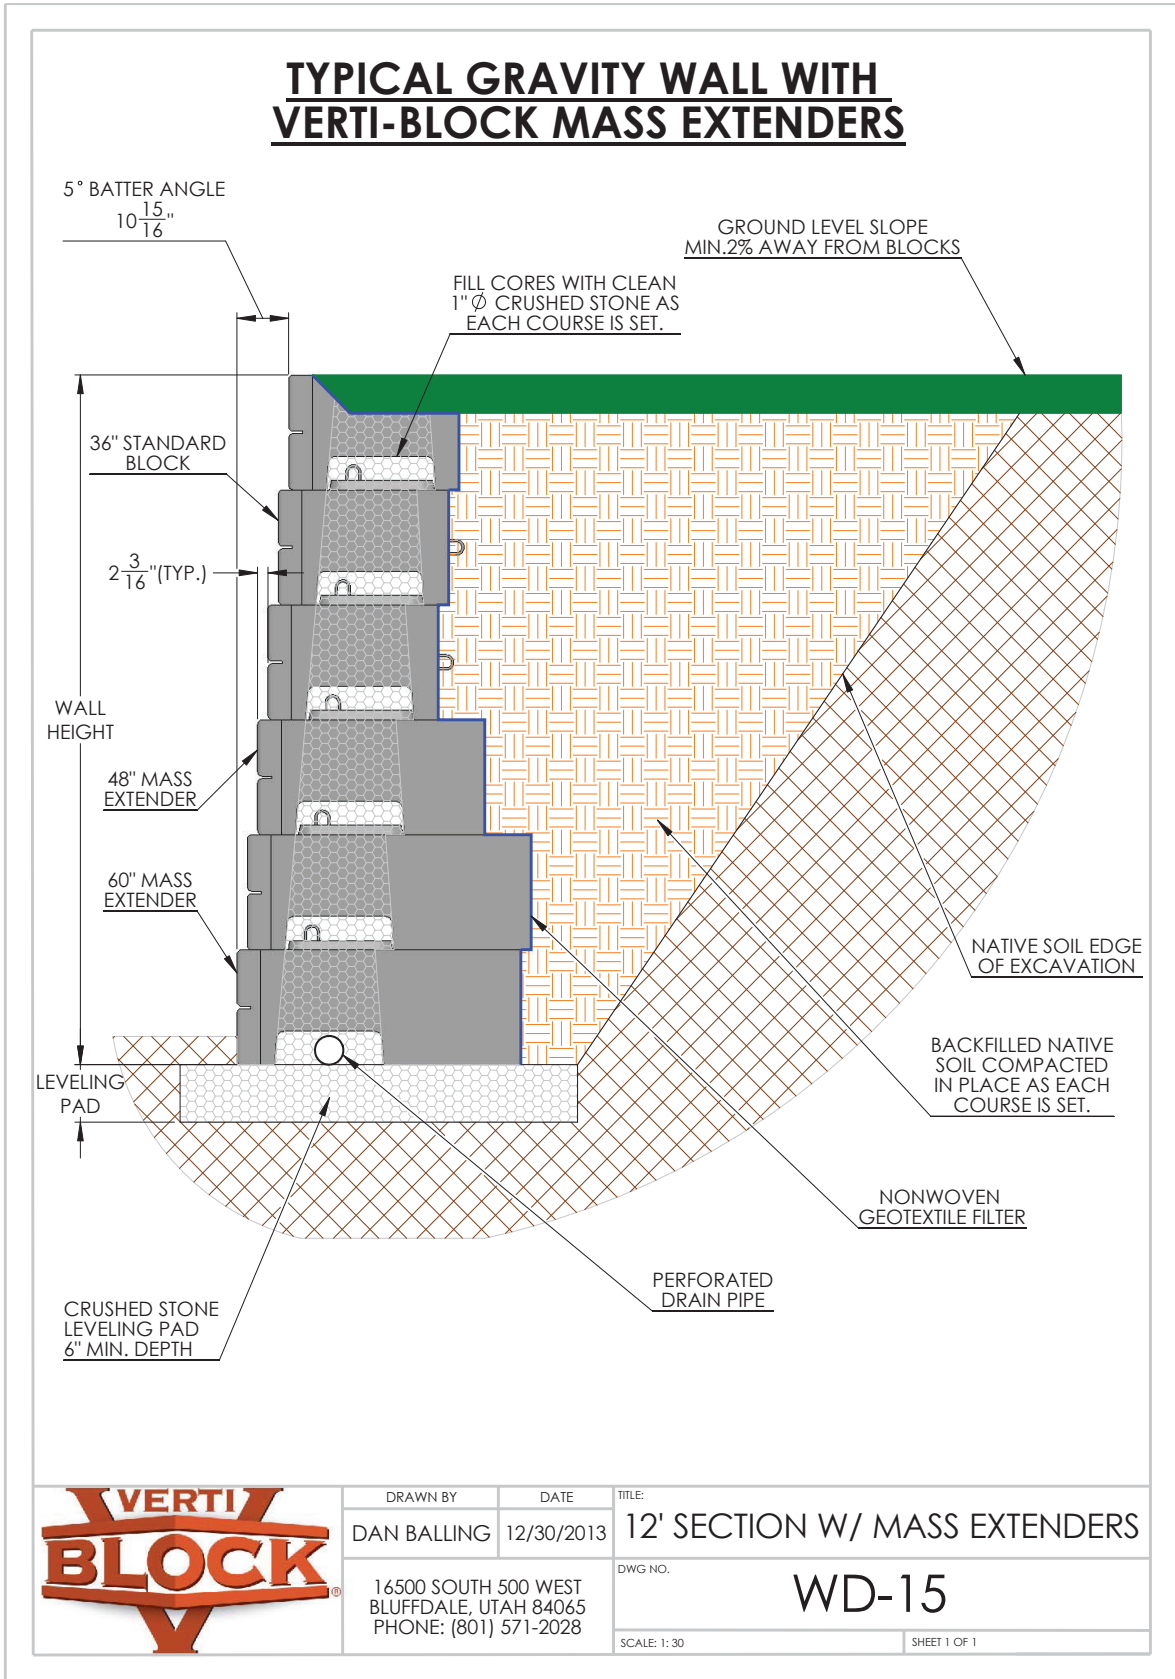 TYPICAL GRAVITY WALL WITH
VERTI-BLOCK MASS EXTENDERS
5° BATTER ANGLE
10 15/16"
GROUND LEVEL SLOPE
MIN.2% AWAY FROM BLOCKS
FILL CORES WITH CLEAN
1"Ø CRUSHED STONE AS
EACH COURSE IS SET.
36" STANDARD
BLOCK
2 3/16"(TYP.)
WALL
HEIGHT
48" MASS
EXTENDER
60" MASS
EXTENDER
NATIVE SOIL EDGE
OF EXCAVATION
BACKFILLED NATIVE
SOIL COMPACTED
IN PLACE AS EACH
COURSE IS SET.
LEVELING
PAD
NONWOVEN
GEOTEXTILE FILTER
PERFORATED
DRAIN PIPE
CRUSHED STONE
LEVELING PAD
6" MIN. DEPTH
VERTI
BLOCK
®
DRAWN BY
DATE
DAN BALLING
12/30/2013
16500 SOUTH 500 WEST
BLUFFDALE, UTAH 84065
PHONE: (801) 571-2028
TITLE:
12' SECTION W/ MASS EXTENDERS
DWG NO.
WD-15
SCALE: 1: 30
SHEET 1 OF 1